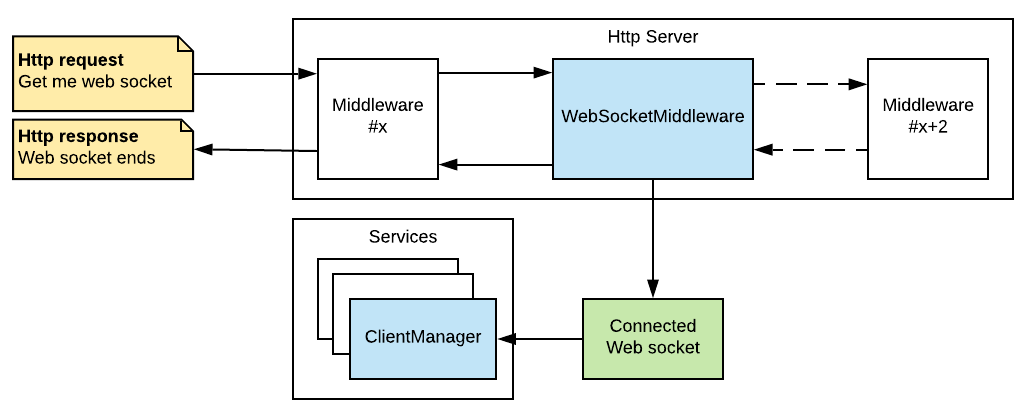 Http Server
Http request
Get me web socket
Http response
Web socket ends
Middleware
#x
WebSocketMiddleware
Middleware
#x+2
Services
ClientManager
Connected
Web socket